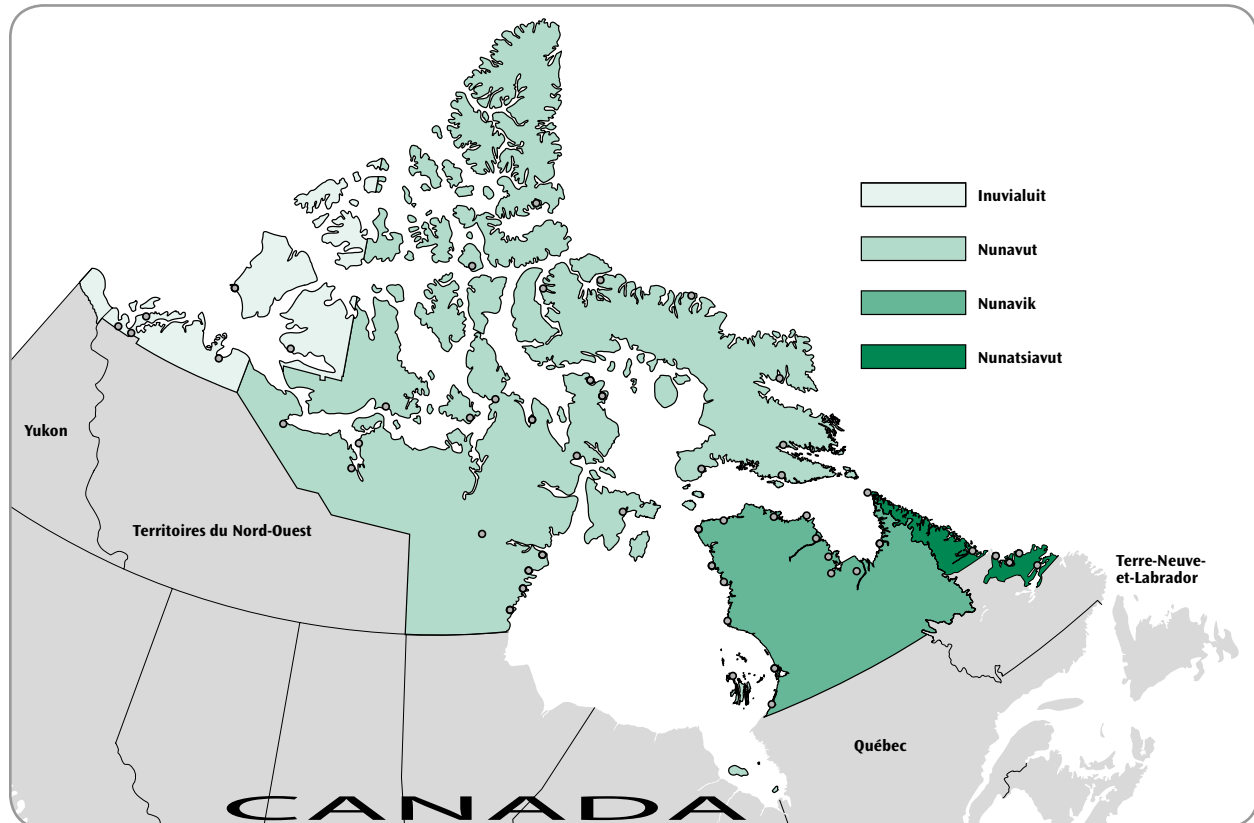 Inuvialuit
Nunavut
Nunavik
Nunatsiavut
Yukon
Territoires du Nord-Ouest
Terre-Neuve-
et-Labrador
Québec
CANADA